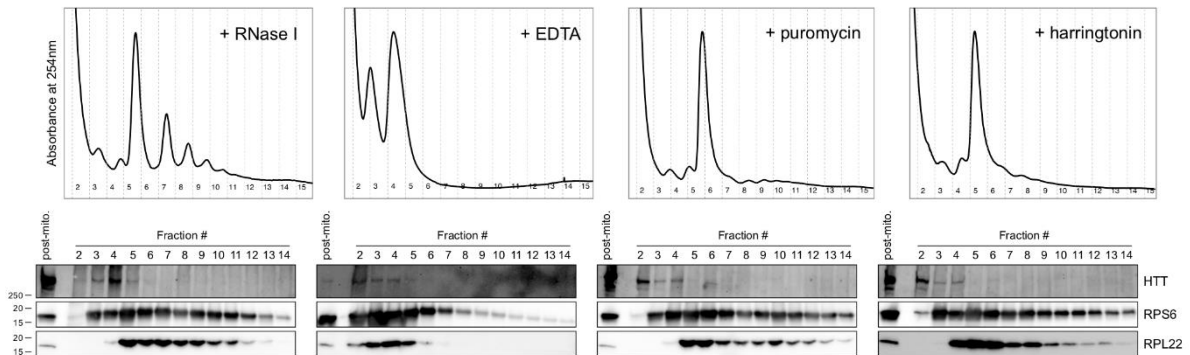 Absorbance at 254nm
+ RNase I
2 3 4 5 6 7 8 9 10 11 12 13 14 15
+ EDTA
2 3 4 5 6 7 8 9 10 11 12 13 14 15
+ puromycin
2 3 4 5 6 7 8 9 10 11 12 13 14 15
+ harringtonin
2 3 4 5 6 7 8 9 10 11 12 13 14 15
post-mito.
Fraction #
2 3 4 5 6 7 8 9 10 11 12 13 14
post-mito.
Fraction #
2 3 4 5 6 7 8 9 10 11 12 13 14
post-mito.
Fraction #
2 3 4 5 6 7 8 9 10 11 12 13 14
post-mito.
Fraction #
2 3 4 5 6 7 8 9 10 11 12 13 14
HTT
250
20
15
RPS6
20
15
RPL22